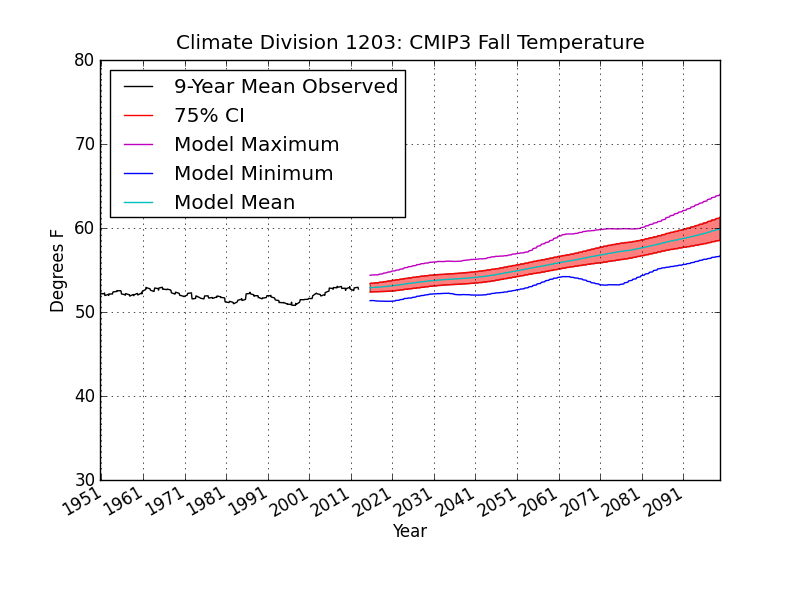 Climate Division 1203: CMIP3 Fall Temperature
80
70
60
50
40
30
Degrees F
9-Year Mean Observed
75% CI
Model Maximum
Model Minimum
Model Mean
1951
1961
1971
1981
1991
2001
2011
2021
2031
2041
2051
2061
2071
2081
2091
Year